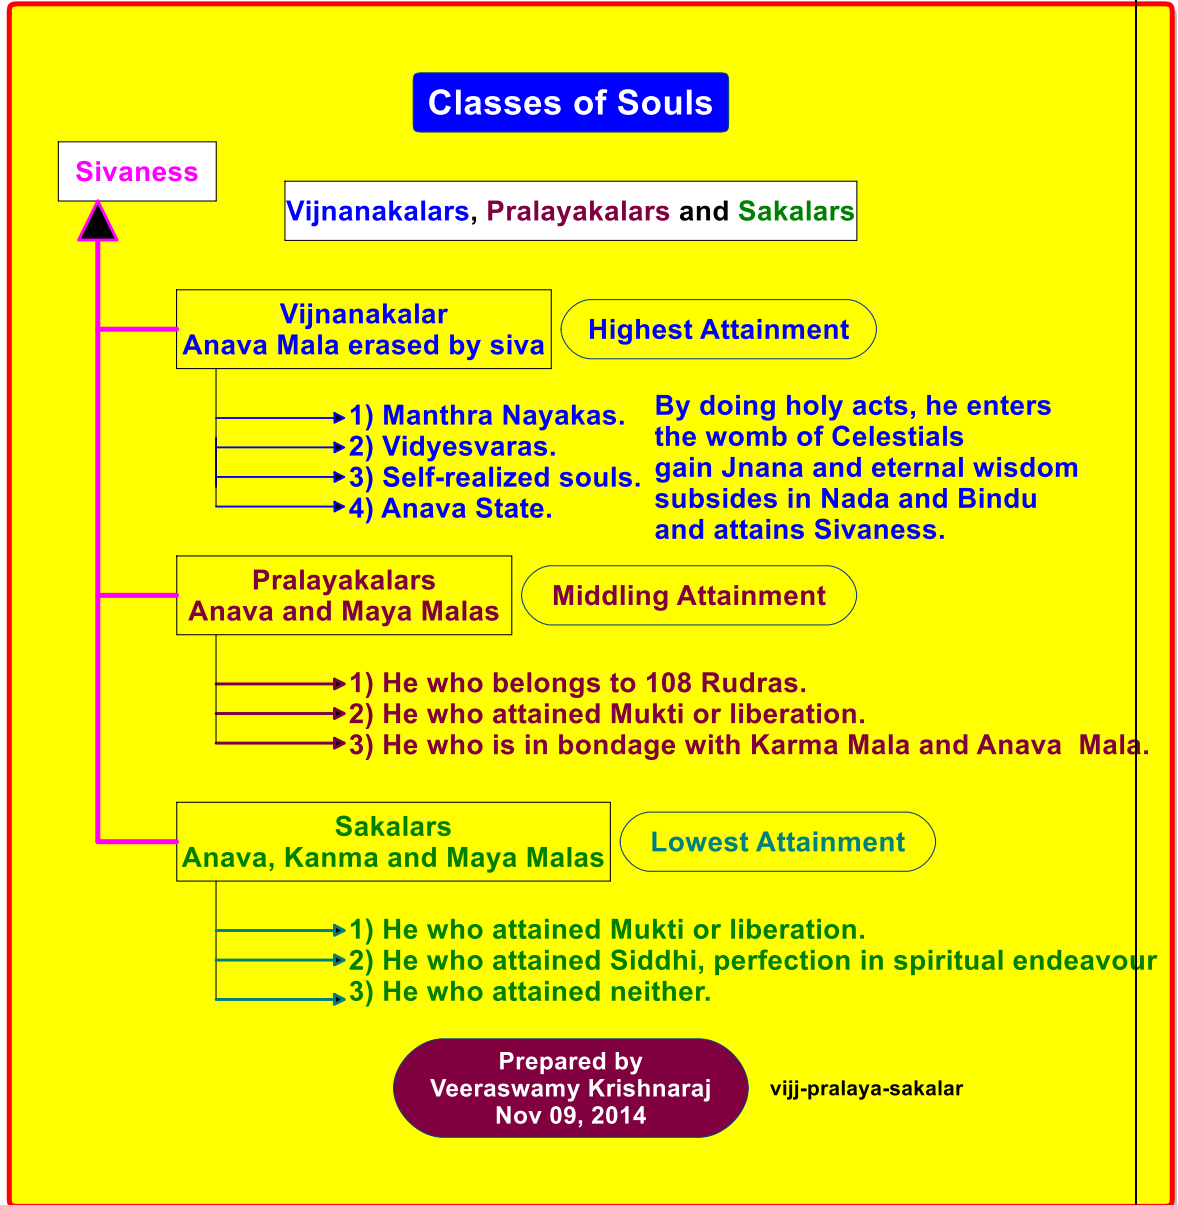 Classes of Souls
Sivaness
Vijnanakalars, Pralayakalars and Sakalars
Vijnanakalar
Anava Mala erased by siva
Highest Attainment
1) Manthra Nayakas.
2) Vidyesvaras.
3) Self-realized souls.
4) Anava State.
By doing holy acts, he enters
the womb of Celestials
gain Jnana and eternal wisdom
subsides in Nada and Bindu
and attains Sivaness.
Pralayakalars
Anava and Maya Malas
Middling Attainment
1) He who belongs to 108 Rudras.
2) He who attained Mukti or liberation.
3) He who is in bondage with Karma Mala and Anava  Mala.
Sakalars
Anava, Kanma and Maya Malas
Lowest Attainment
1) He who attained Mukti or liberation.
2) He who attained Siddhi, perfection in spiritual endeavour
3) He who attained neither.
Prepared by
Veeraswamy Krishnaraj
Nov 09, 2014
vijj-pralaya-sakalar